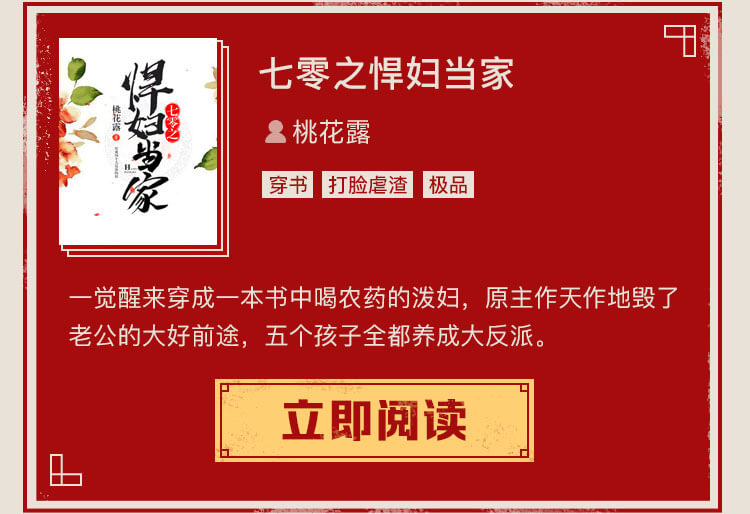 七零之悍妇当家
桃花露
穿书 打脸虐渣 极品
悍妇当家
七零之
桃花露
著
一觉醒来穿成一本书中喝农药的泼妇，原主作天作地毁了
老公的大好前途，五个孩子全都养成大反派。
立即阅读